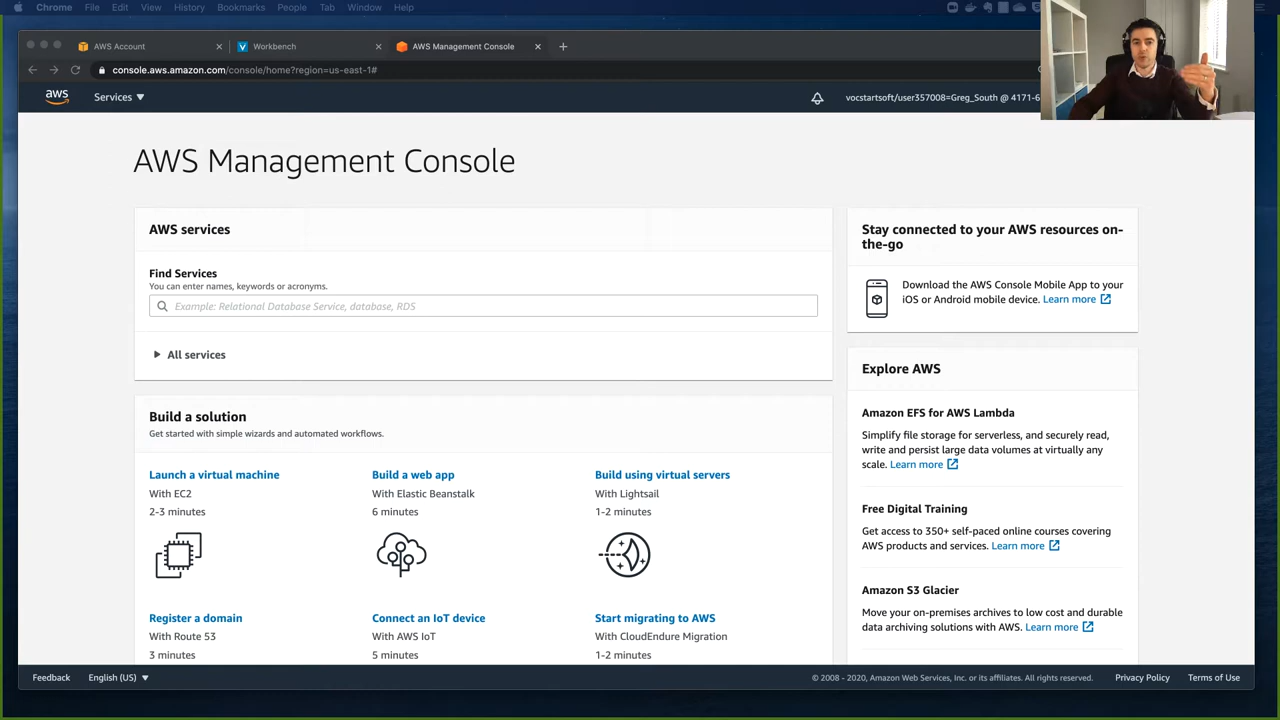 Chrome File Edit View History Bookmarks People Tab Window Help
AWS Account
Workbench
AWS Management Console
console.aws.amazon.com/console/home?region=us-east-1#
aws
Services
vocstartsoft/user357008=Greg_South @ 4171-6
AWS Management Console
AWS services
Find Services
You can enter names, keywords or acronyms.
Example: Relational Database Service, database, RDS
All services
Build a solution
Get started with simple wizards and automated workflows.
Launch a virtual machine
With EC2
2-3 minutes
Build a web app
With Elastic Beanstalk
6 minutes
Build using virtual servers
With Lightsail
1-2 minutes
Register a domain
With Route 53
3 minutes
Connect an IoT device
With AWS IoT
5 minutes
Start migrating to AWS
With CloudEndure Migration
1-2 minutes
Stay connected to your AWS resources on-
the-go
Download the AWS Console Mobile App to your
iOS or Android mobile device. Learn more
Explore AWS
Amazon EFS for AWS Lambda
Simplify file storage for serverless, and securely read,
write and persist large data volumes at virtually any
scale. Learn more
Free Digital Training
Get access to 350+ self-paced online courses covering
AWS products and services. Learn more
Amazon S3 Glacier
Move your on-premises archives to low cost and durable
data archiving solutions with AWS. Learn more
Feedback
English (US)
© 2008 - 2020, Amazon Web Services, Inc. or its affiliates. All rights reserved.
Privacy Policy
Terms of Use